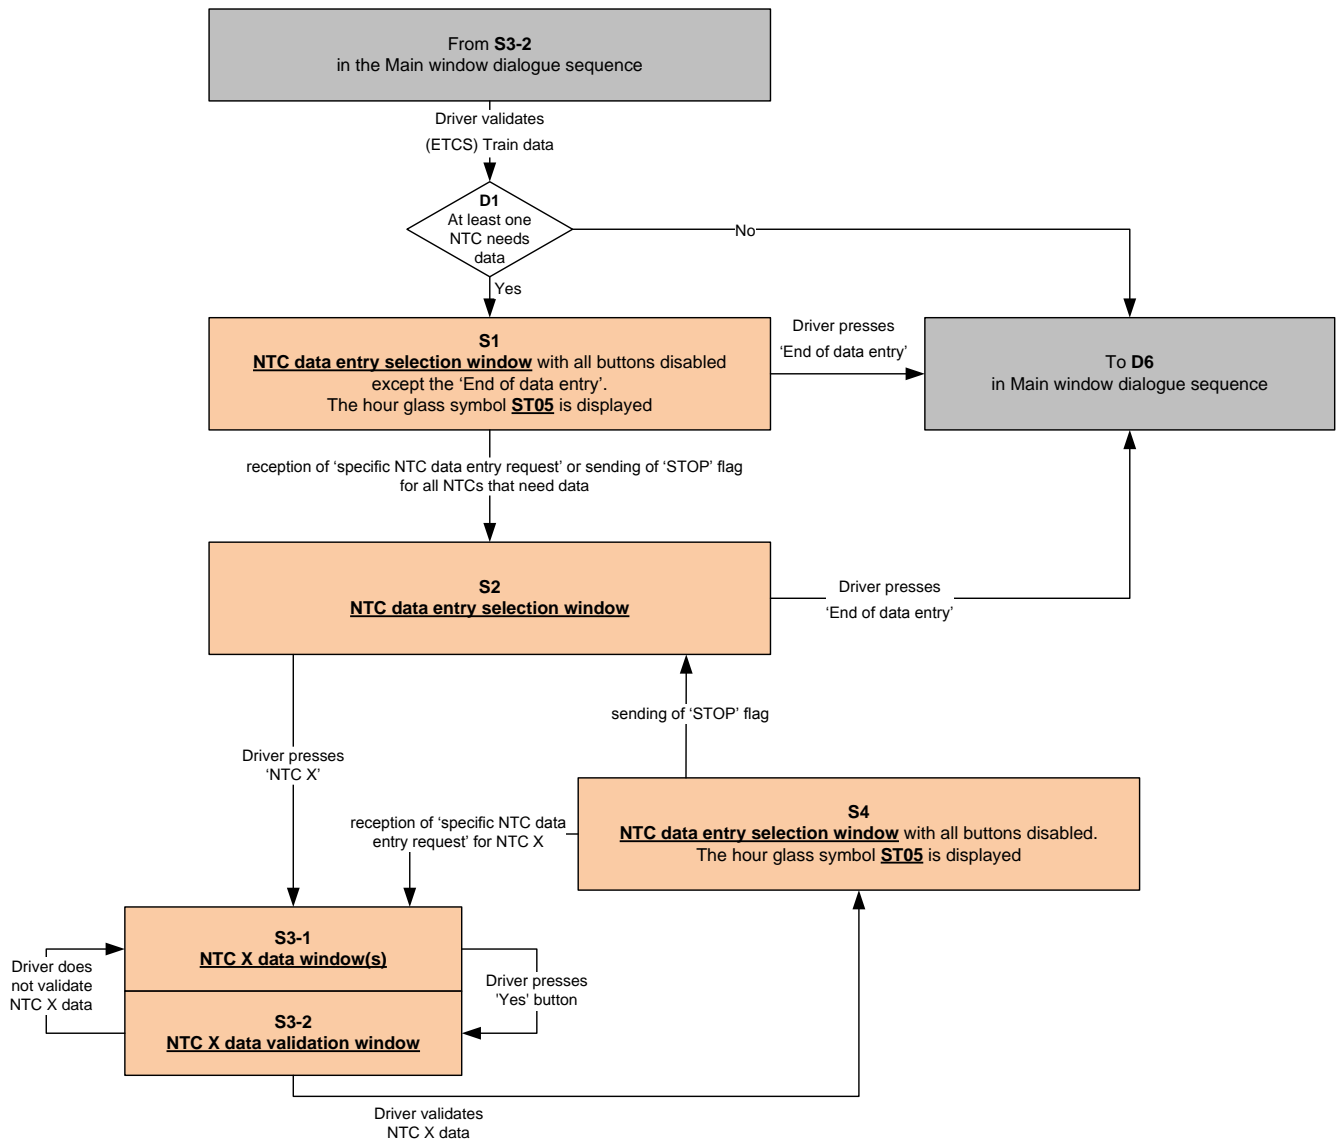 From S3-2
in the Main window dialogue sequence
Driver validates
(ETCS) Train data
D1
At least one
NTC needs
data
No
Yes
S1
NTC data entry selection window with all buttons disabled
except the ‘End of data entry’.
The hour glass symbol ST05 is displayed
Driver presses
‘End of data entry’
To D6
in Main window dialogue sequence
reception of ‘specific NTC data entry request’ or sending of ‘STOP’ flag
for all NTCs that need data
S2
NTC data entry selection window
Driver presses
‘End of data entry’
sending of ‘STOP’ flag
Driver presses
‘NTC X’
S4
NTC data entry selection window with all buttons disabled.
The hour glass symbol ST05 is displayed
reception of ‘specific NTC data
entry request’ for NTC X
S3-1
NTC X data window(s)
Driver does
not validate
NTC X data
Driver presses
'Yes' button
S3-2
NTC X data validation window
Driver validates
NTC X data